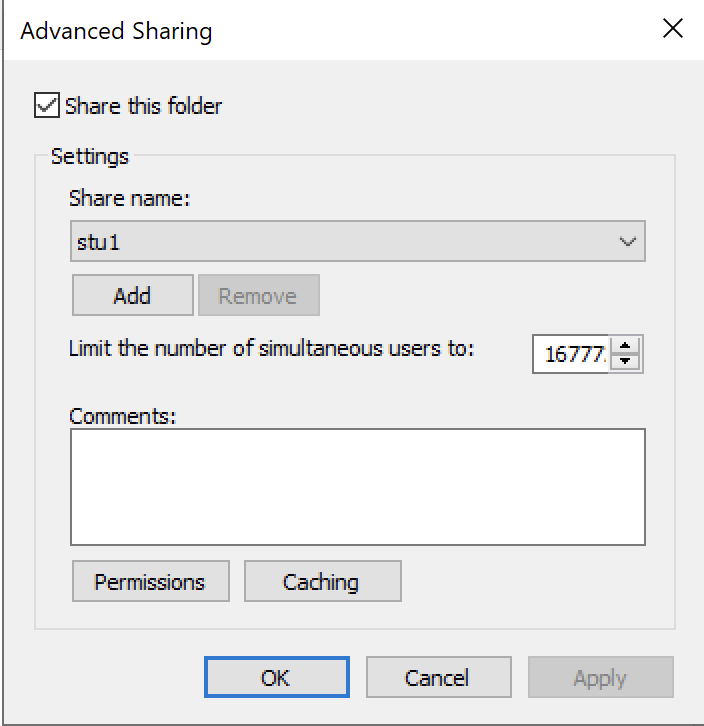 Advanced Sharing
Share this folder
Settings
Share name:
stu1
Add Remove
Limit the number of simultaneous users to: 16777
Comments:
Permissions Caching
OK Cancel Apply